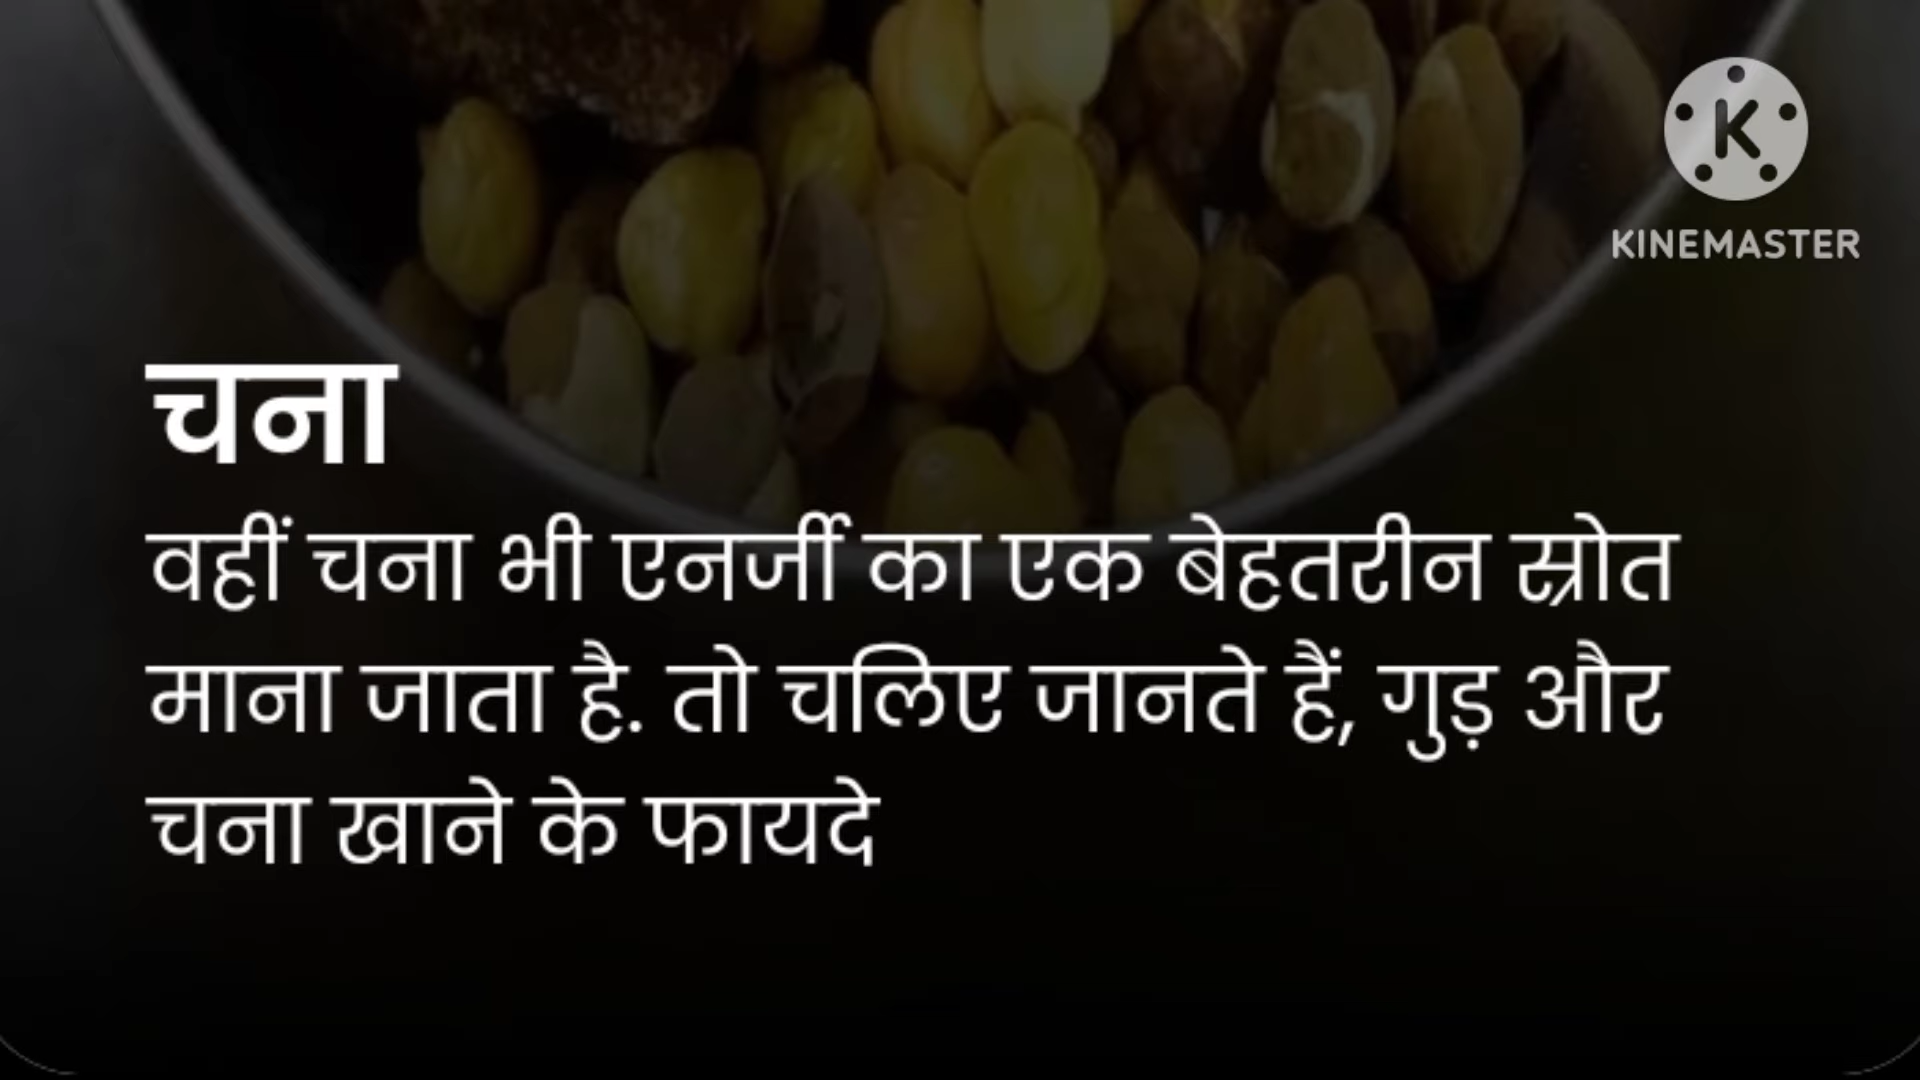 K
KINEMASTER
चना
वहीं चना भी एनर्जी का एक बेहतरीन स्रोत
माना जाता है. तो चलिए जानते हैं, गुड़ और
चना खाने के फायदे